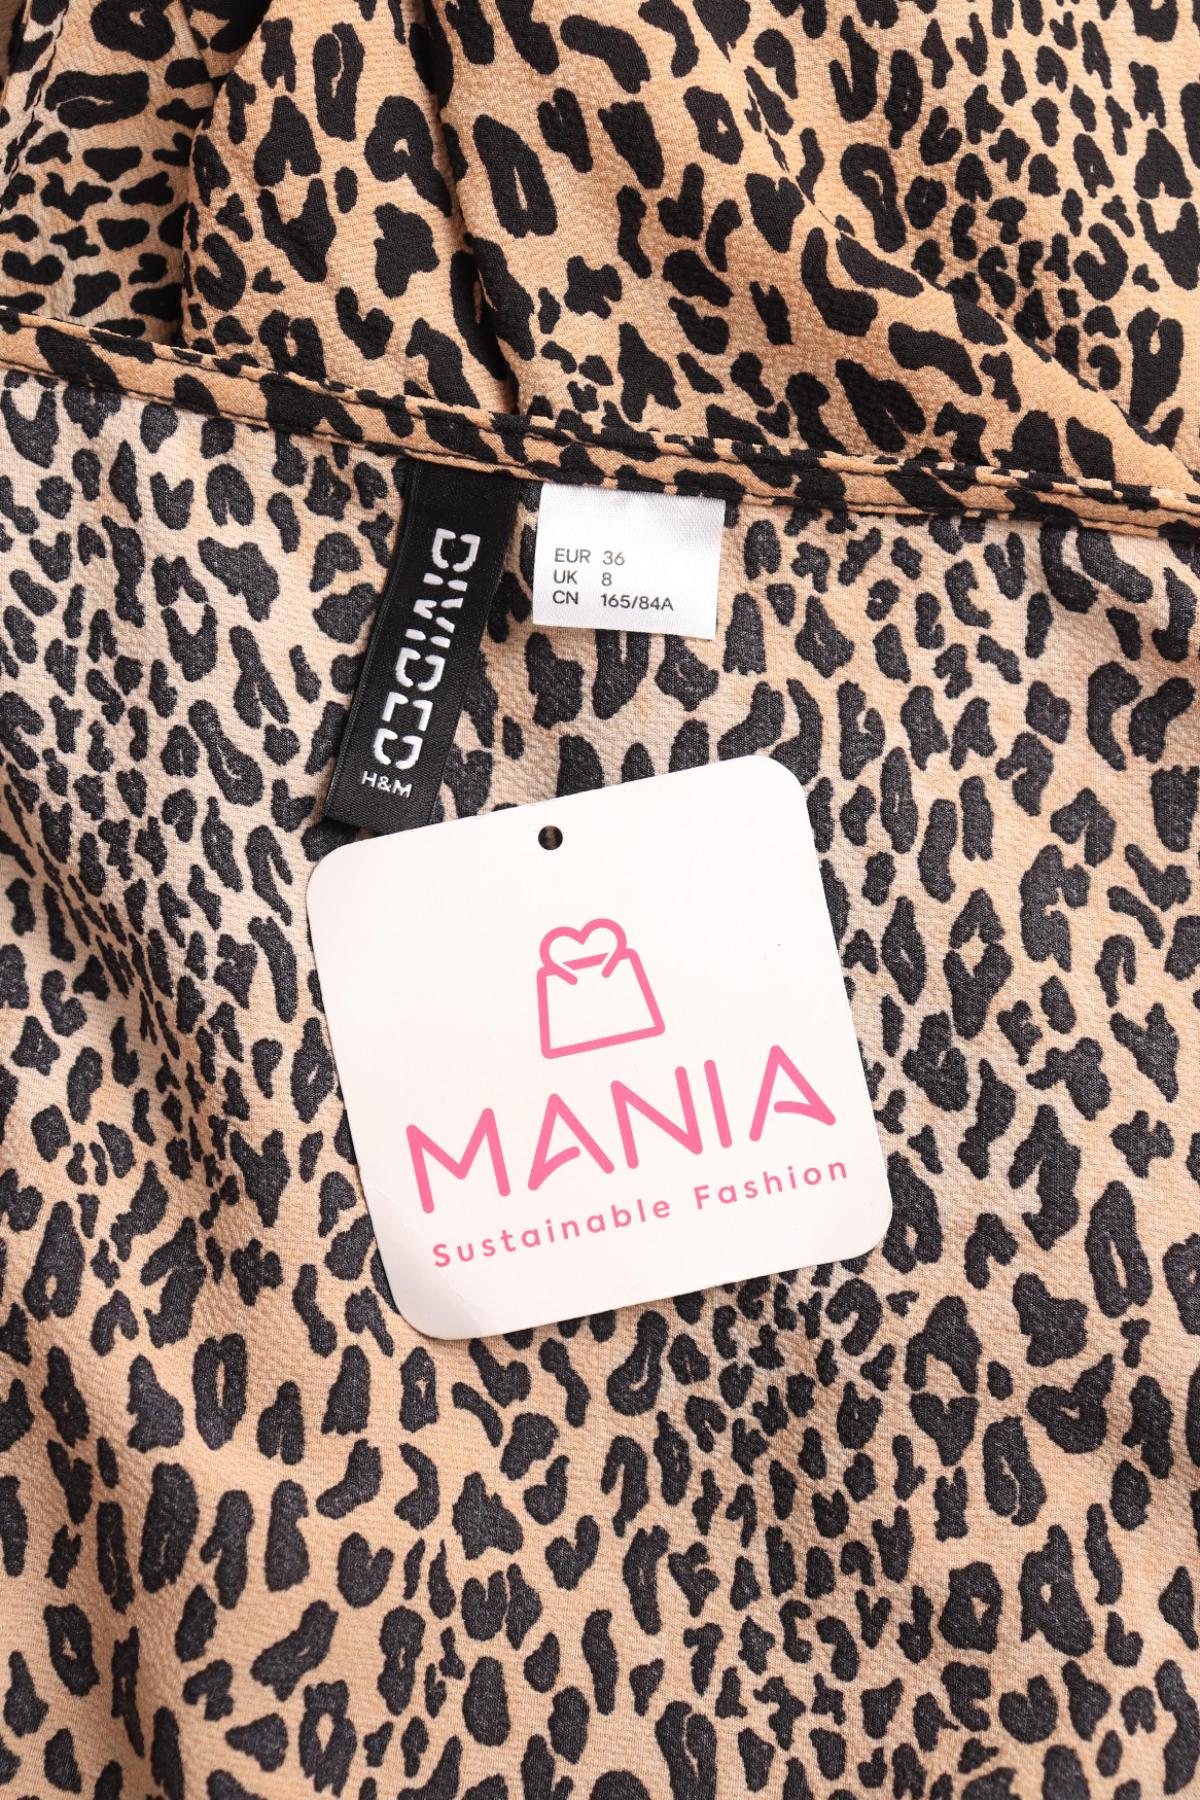 DIVIDED
H&M
EUR 36
UK 8
CN 165/84A
MANIA
Sustainable Fashion